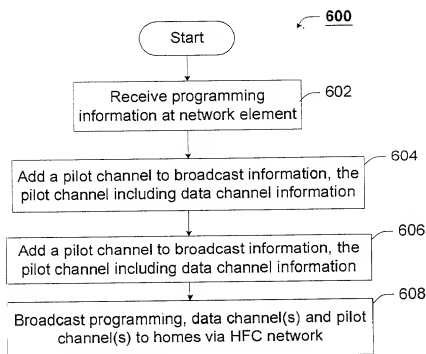 600
Start
Receive programming
information at network element
602
Add a pilot channel to broadcast information, the
pilot channel including data channel information
604
Add a pilot channel to broadcast information, the
pilot channel including data channel information
606
Broadcast programming, data channel(s) and pilot
channel(s) to homes via HFC network
608